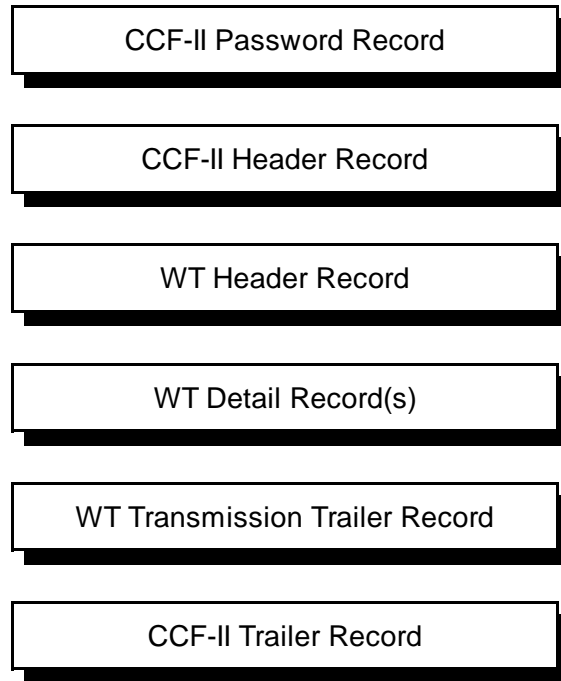 CCF-II Password Record
CCF-II Header Record
WT Header Record
WT Detail Record(s)
WT Transmission Trailer Record
CCF-II Trailer Record